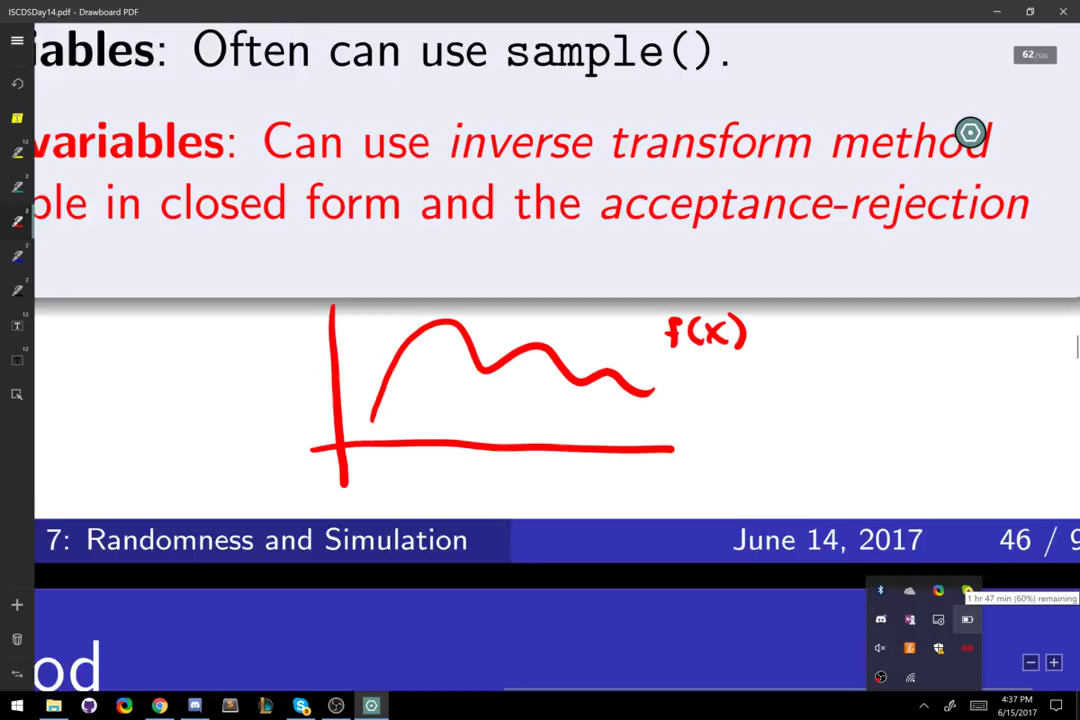 ISCDSDay14.pdf - Drawboard PDF
62/126
iables: Often can use sample().
variables: Can use inverse transform method
ple in closed form and the acceptance-rejection
f(x)
7: Randomness and Simulation June 14, 2017 46 / 9
1 hr 47 min (60%) remaining
od
4:37 PM
6/15/2017